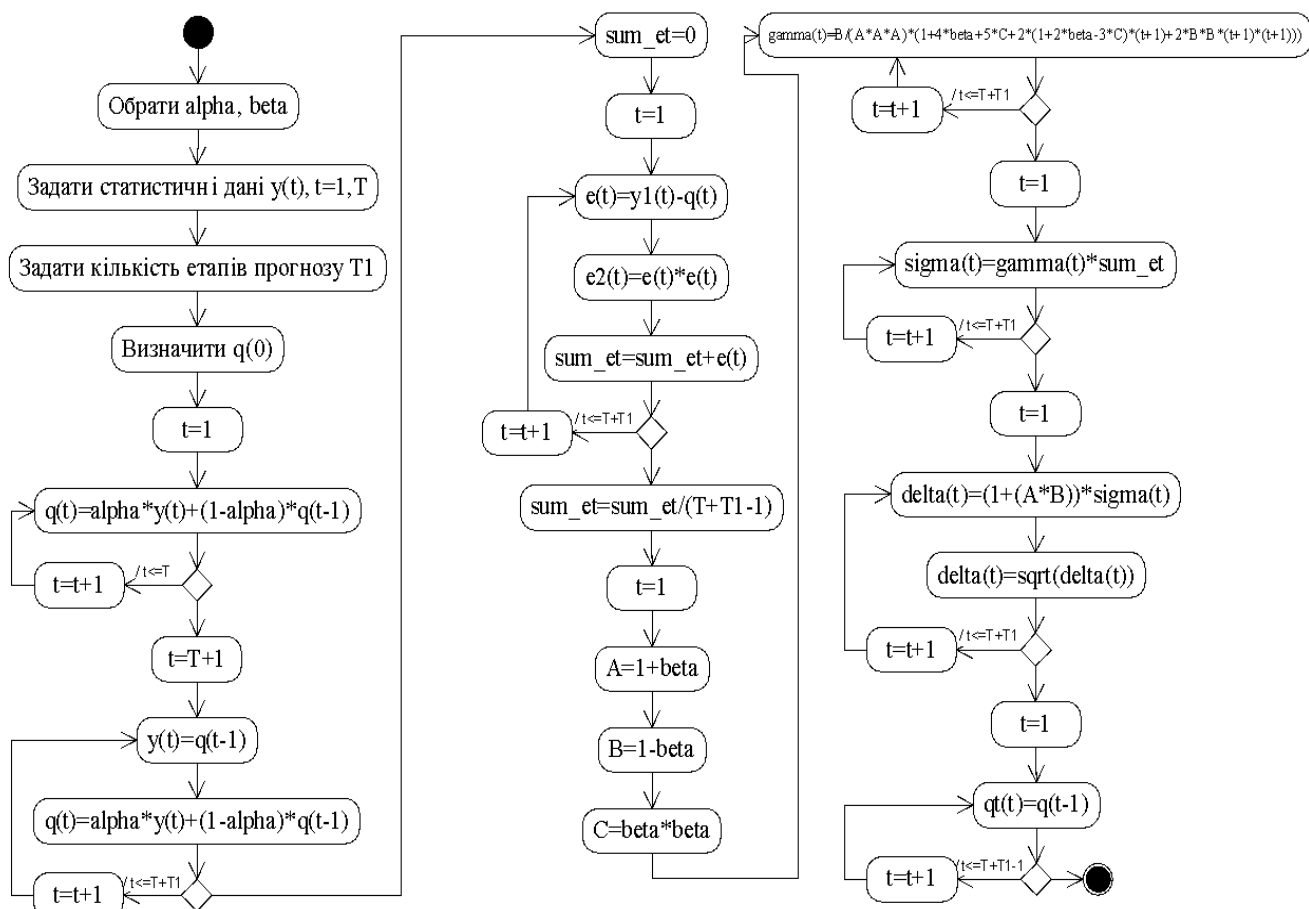 Обрати alpha, beta
Задати статистичні дані y(t), t=1,T
Задати кількість етапів прогнозу T1
Визначити q(0)
t=1
q(t)=alpha*y(t)+(1-alpha)*q(t-1)
/ t<=T
t=t+1
t=T+1
y(t)=q(t-1)
q(t)=alpha*y(t)+(1-alpha)*q(t-1)
/ t<=T+T1
t=t+1
sum_et=0
t=1
e(t)=y1(t)-q(t)
e2(t)=e(t)*e(t)
sum_et=sum_et+e(t)
/ t<=T+T1
t=t+1
sum_et=sum_et/(T+T1-1)
t=1
A=1+beta
B=1-beta
C=beta*beta
gamma(t)=B/(A*A*A)*(1+4*beta+5*C+2*(1+2*beta-3*C)*(t+1)+2*B*B*(t+1)*(t+1)))
/ t<=T+T1
t=t+1
t=1
sigma(t)=gamma(t)*sum_et
/ t<=T+T1
t=t+1
t=1
delta(t)=(1+(A*B))*sigma(t)
delta(t)=sqrt(delta(t))
/ t<=T+T1
t=t+1
t=1
qt(t)=q(t-1)
/ t<=T+T1-1
t=t+1